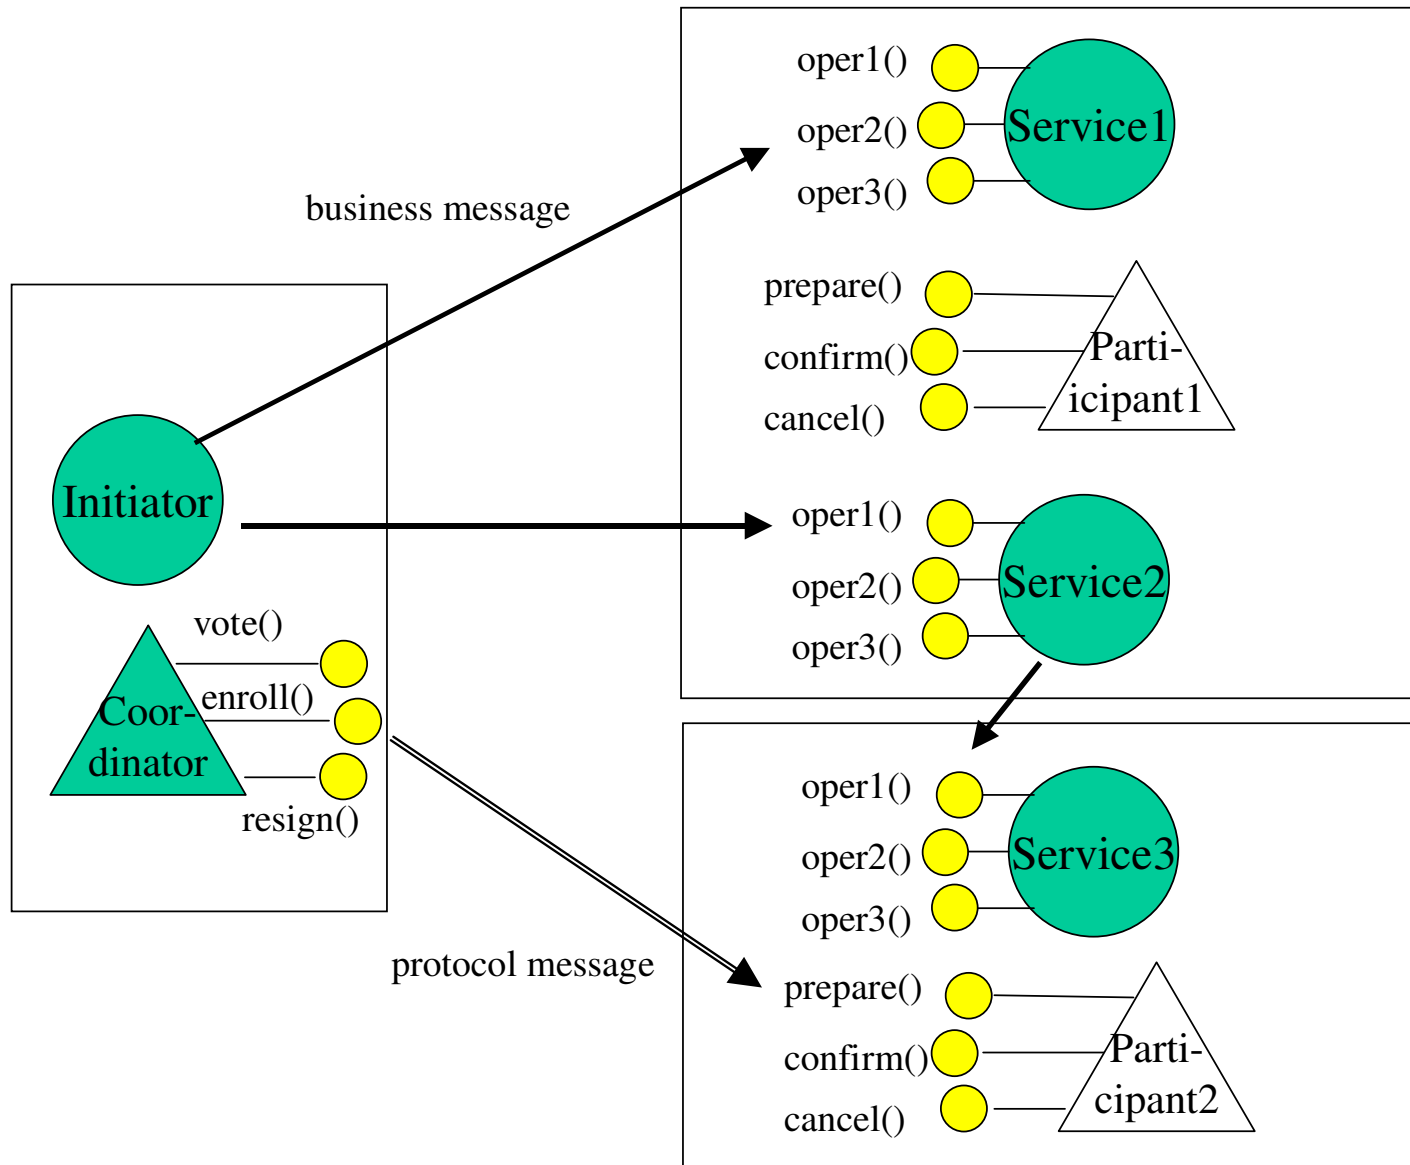 oper1()
oper2()
oper3()
Service1
business message
prepare()
confirm()
cancel()
Parti-
icipant1
Initiator
oper1()
oper2()
oper3()
Service2
vote()
enroll()
resign()
Coor-
dinator
oper1()
oper2()
oper3()
Service3
protocol message
prepare()
confirm()
cancel()
Parti-
cipant2